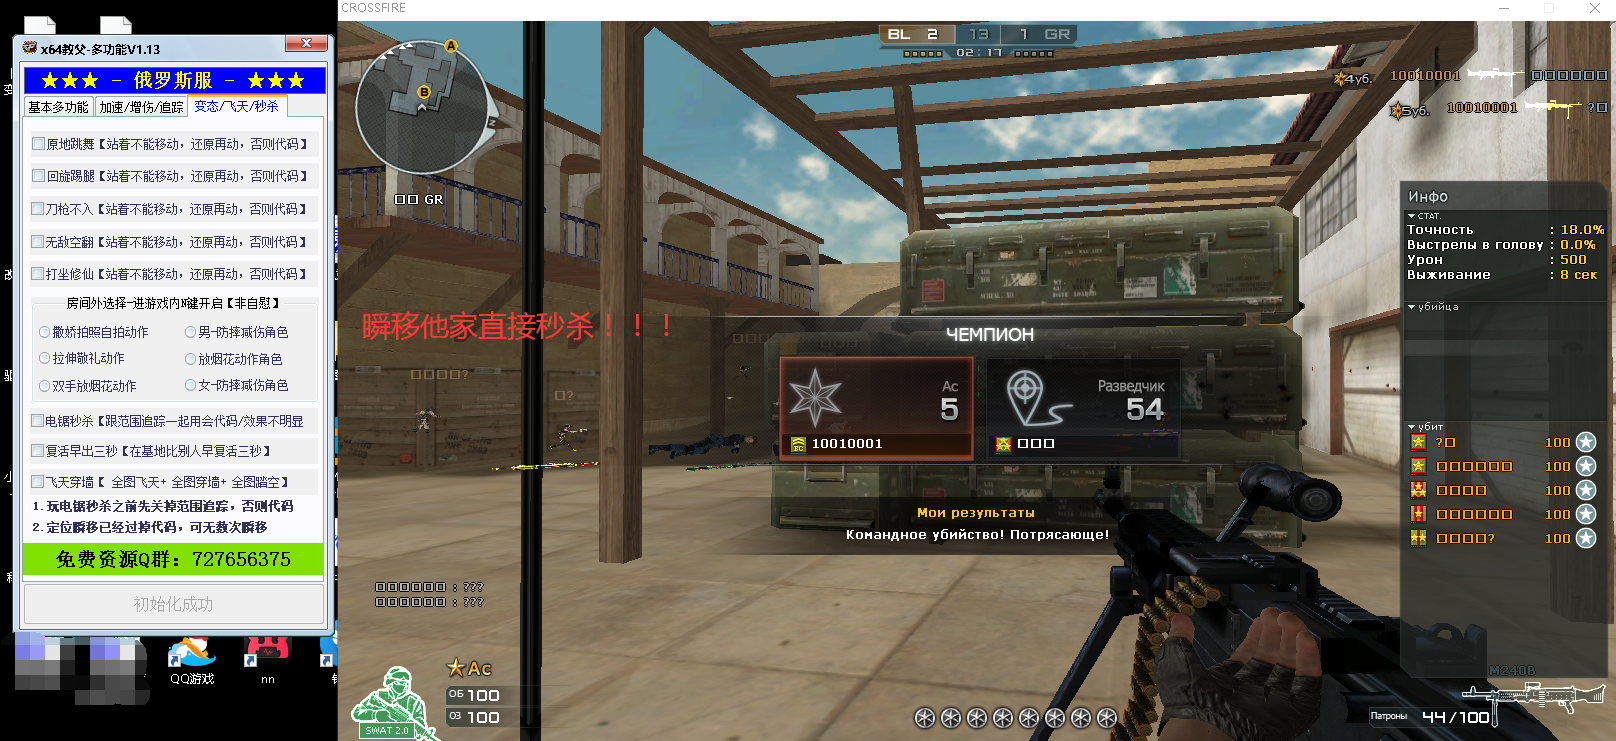 CROSSFIRE
x64教父-多功能V1.13
★★★ - 俄罗斯服 - ★★★
基本多功能
加速/增伤/追踪
变态/飞天/秒杀
原地跳舞【站着不能移动，还原再动，否则代码】
回旋踢腿【站着不能移动，还原再动，否则代码】
刀枪不入【站着不能移动，还原再动，否则代码】
无敌空翻【站着不能移动，还原再动，否则代码】
打坐修仙【站着不能移动，还原再动，否则代码】
房间外选择-进游戏内N键开启【非自慰】
撒娇拍照自拍动作
男-防摔减伤角色
拉伸敬礼动作
放烟花动作角色
双手放烟花动作
女-防摔减伤角色
电锯秒杀【跟范围追踪一起用会代码/效果不明显
复活早出三秒【在基地比别人早复活三秒】
飞天穿墙【 全图飞天+ 全图穿墙+ 全图踏空】
1.玩电锯秒杀之前先关掉范围追踪，否则代码
2.定位瞬移已经过掉代码，可无敌次瞬移
免费资源Q群：727656375
初始化成功
QQ游戏
nn
A
B
Z
GR
BL 2 13 1 GR
02:17
4уб. 10010001
5уб. 10010001 ?
瞬移他家直接秒杀！！！
ЧЕМПИОН
Ас
5
10010001
Разведчик
54
Мои результаты
Командное убийство! Потрясающе!
Инфо
СТАТ.
Точность : 18.0%
Выстрелы в голову : 0.0%
Урон : 500
Выживание : 8 сек
убийца
убит
? 100
100
100
100
? 100
: ???
: ???
Ас
ОБ 100
ОЗ 100
SWAT 2.0
M240B
Патроны 44/100